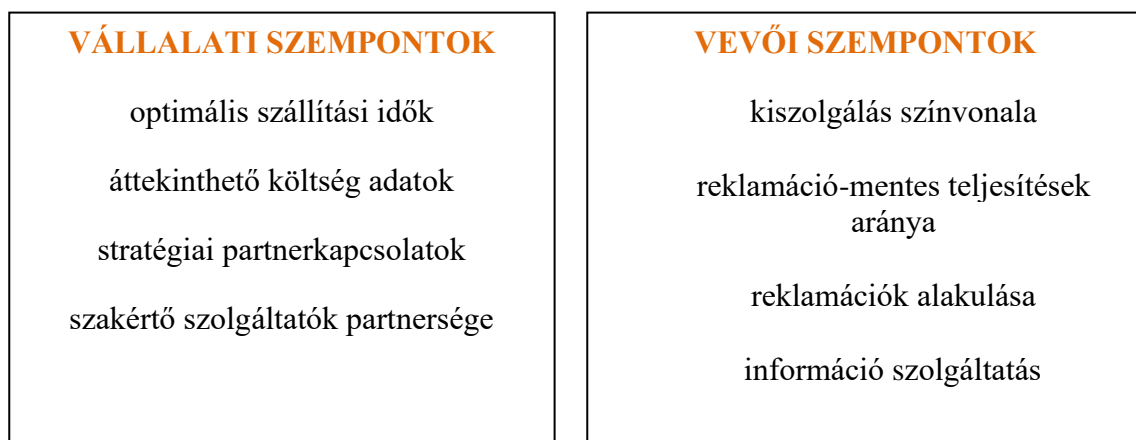 VÁLLALATI SZEMPONTOK
optimális szállítási idők
áttekinthető költség adatok
stratégiai partnerkapcsolatok
szakértő szolgáltatók partnersége
VEVŐI SZEMPONTOK
kiszolgálás színvonala
reklamáció-mentes teljesítések
aránya
reklamációk alakulása
információ szolgáltatás